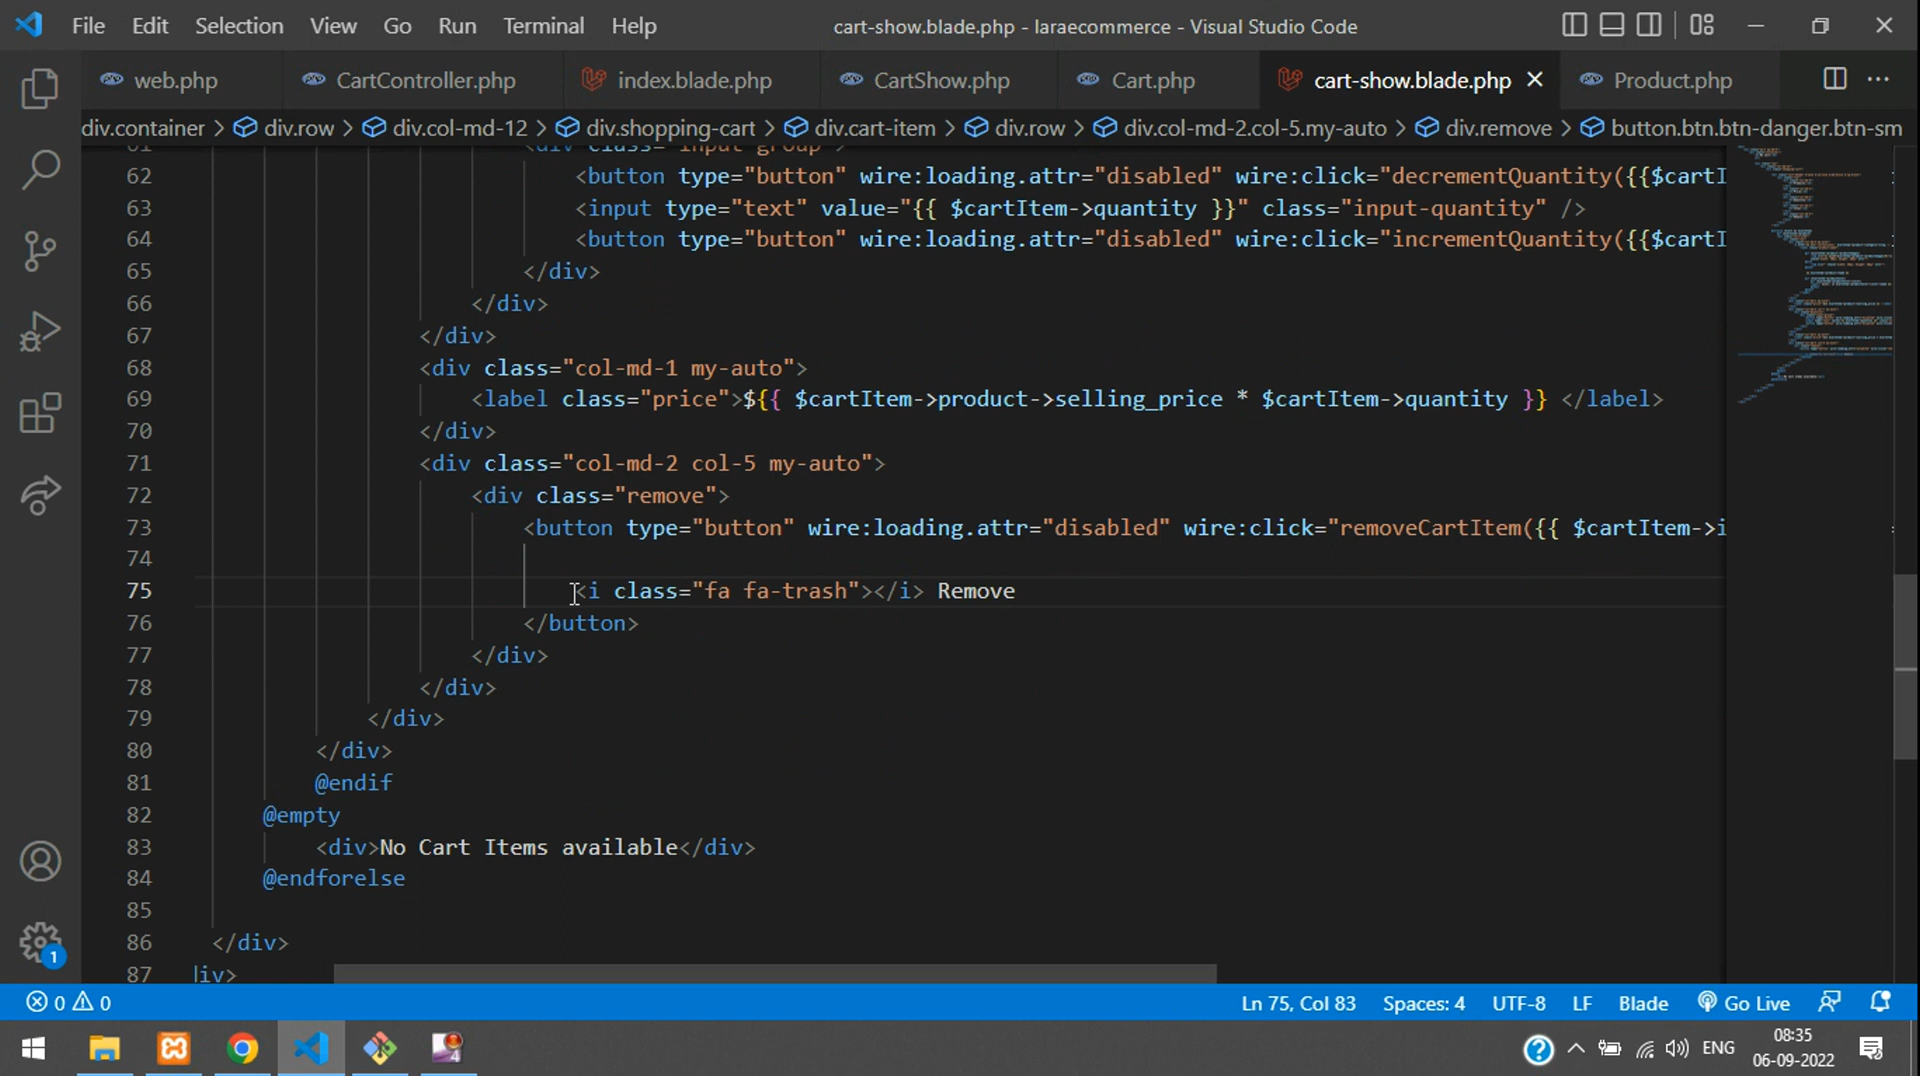 File Edit Selection View Go Run Terminal Help cart-show.blade.php - laraecommerce - Visual Studio Code
web.php CartController.php index.blade.php CartShow.php Cart.php cart-show.blade.php Product.php
div.container > div.row > div.col-md-12 > div.shopping-cart > div.cart-item > div.row > div.col-md-2.col-5.my-auto > div.remove > button.btn.btn-danger.btn-sm
61 <div class="input-group">
62 <button type="button" wire:loading.attr="disabled" wire:click="decrementQuantity({{$cartI
63 <input type="text" value="{{ $cartItem->quantity }}" class="input-quantity" />
64 <button type="button" wire:loading.attr="disabled" wire:click="incrementQuantity({{$cartI
65 </div>
66 </div>
67 </div>
68 <div class="col-md-1 my-auto">
69 <label class="price">${{ $cartItem->product->selling_price * $cartItem->quantity }} </label>
70 </div>
71 <div class="col-md-2 col-5 my-auto">
72 <div class="remove">
73 <button type="button" wire:loading.attr="disabled" wire:click="removeCartItem({{ $cartItem->i
74
75 <i class="fa fa-trash"></i> Remove
76 </button>
77 </div>
78 </div>
79 </div>
80 </div>
81 @endif
82 @empty
83 <div>No Cart Items available</div>
84 @endforelse
85
86 </div>
87 div>
0 0 Ln 75, Col 83 Spaces: 4 UTF-8 LF Blade Go Live
1
ENG 08:35
06-09-2022